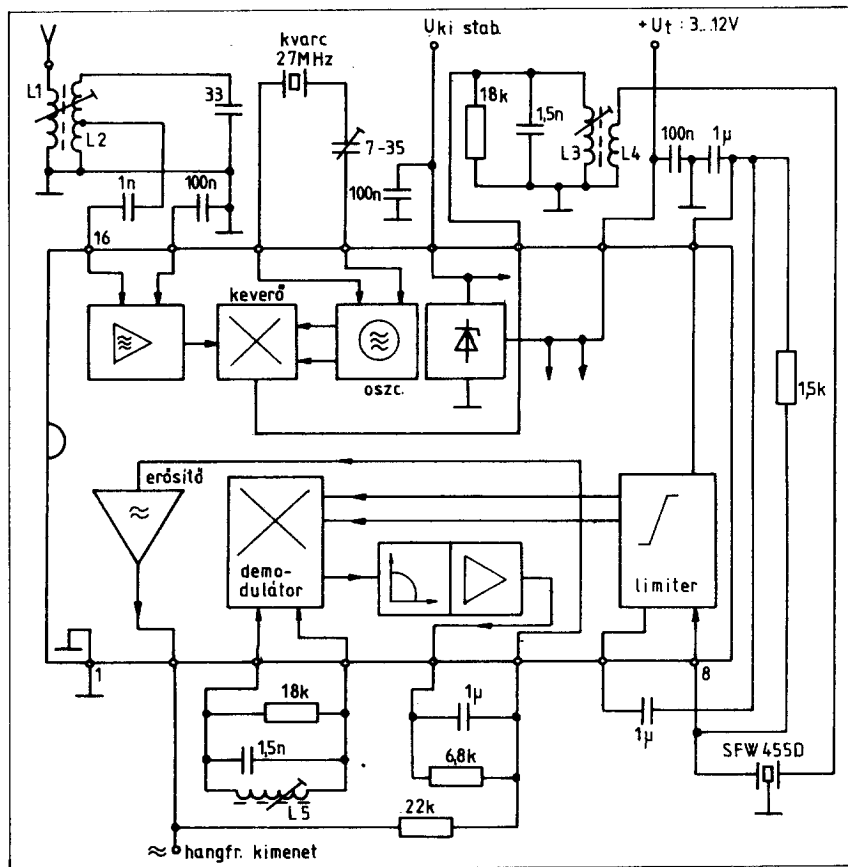 Uki stab.
+Ut : 3...12V
kvarc
27MHz
L1
L2
33
7-35
18k
1,5n
L3
L4
100n
1µ
1n
100n
100n
16
keverő
oszc.
1,5k
erősítő
demo-
dulátor
limiter
1
8
18k
1,5n
L5
1µ
6,8k
22k
1µ
SFW 455D
≈ hangfr. kimenet